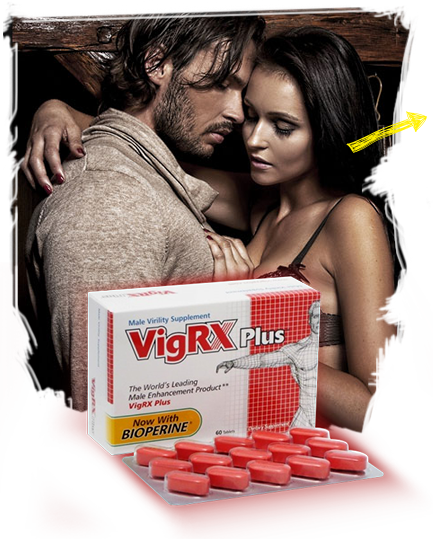 Male Virility Supplement
VigRX Plus
The World's Leading
Male Enhancement Product**
VigRX Plus
Now With
BIOPERINE®
60 Tablets